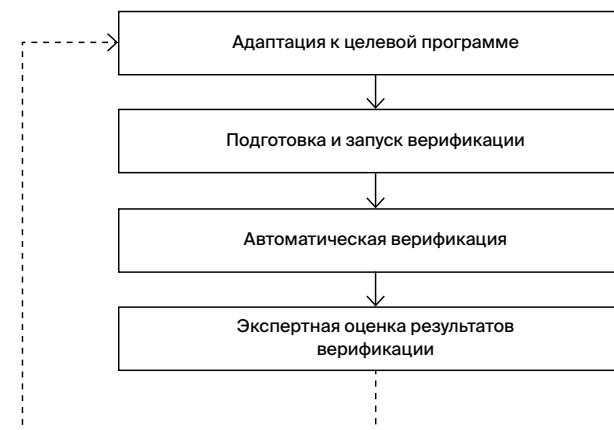 Адаптация к целевой программе
Подготовка и запуск верификации
Автоматическая верификация
Экспертная оценка результатов
верификации